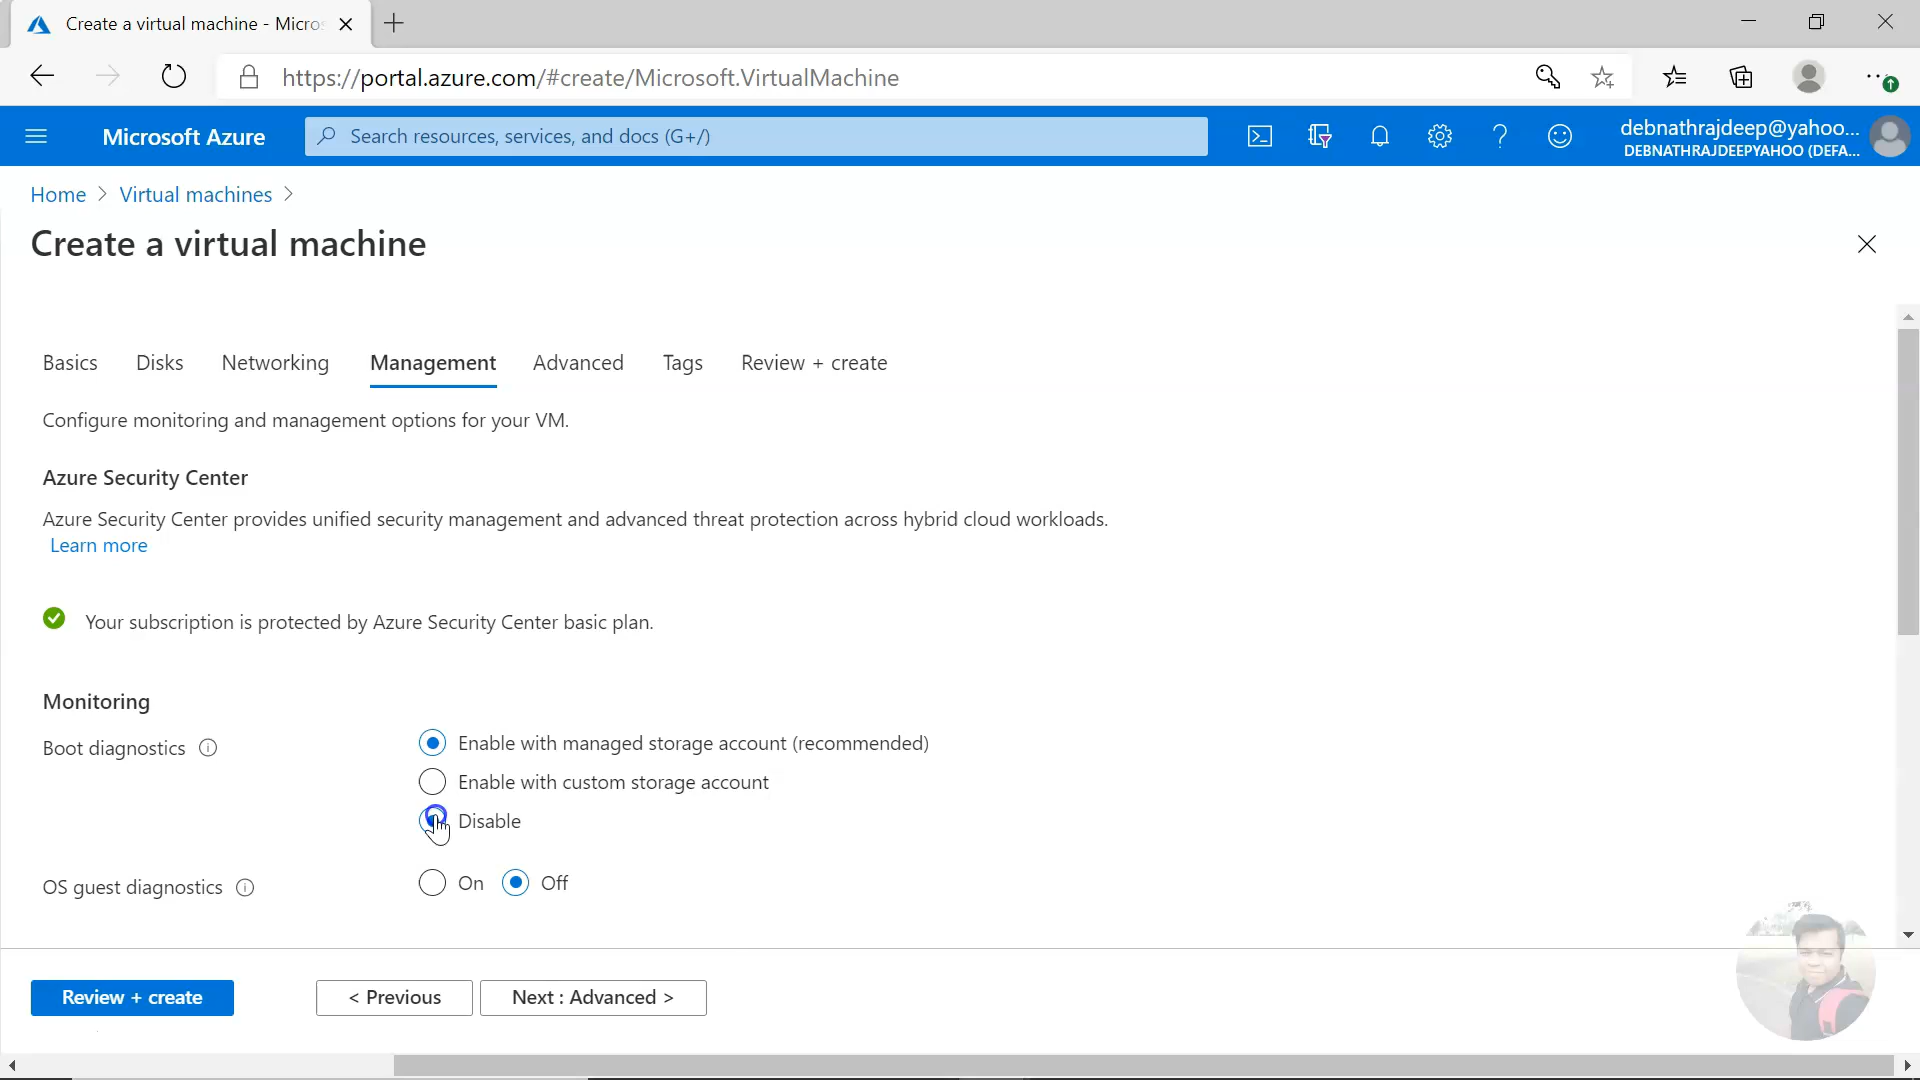 Create a virtual machine - Micros
https://portal.azure.com/#create/Microsoft.VirtualMachine
Microsoft Azure
Search resources, services, and docs (G+/)
debnathrajdeep@yahoo...
DEBNATHRAJDEEPYAHOO (DEFA...
Home > Virtual machines >
Create a virtual machine
Basics Disks Networking Management Advanced Tags Review + create
Configure monitoring and management options for your VM.
Azure Security Center
Azure Security Center provides unified security management and advanced threat protection across hybrid cloud workloads.
Learn more
Your subscription is protected by Azure Security Center basic plan.
Monitoring
Boot diagnostics
Enable with managed storage account (recommended)
Enable with custom storage account
Disable
OS guest diagnostics
On Off
Review + create < Previous Next : Advanced >